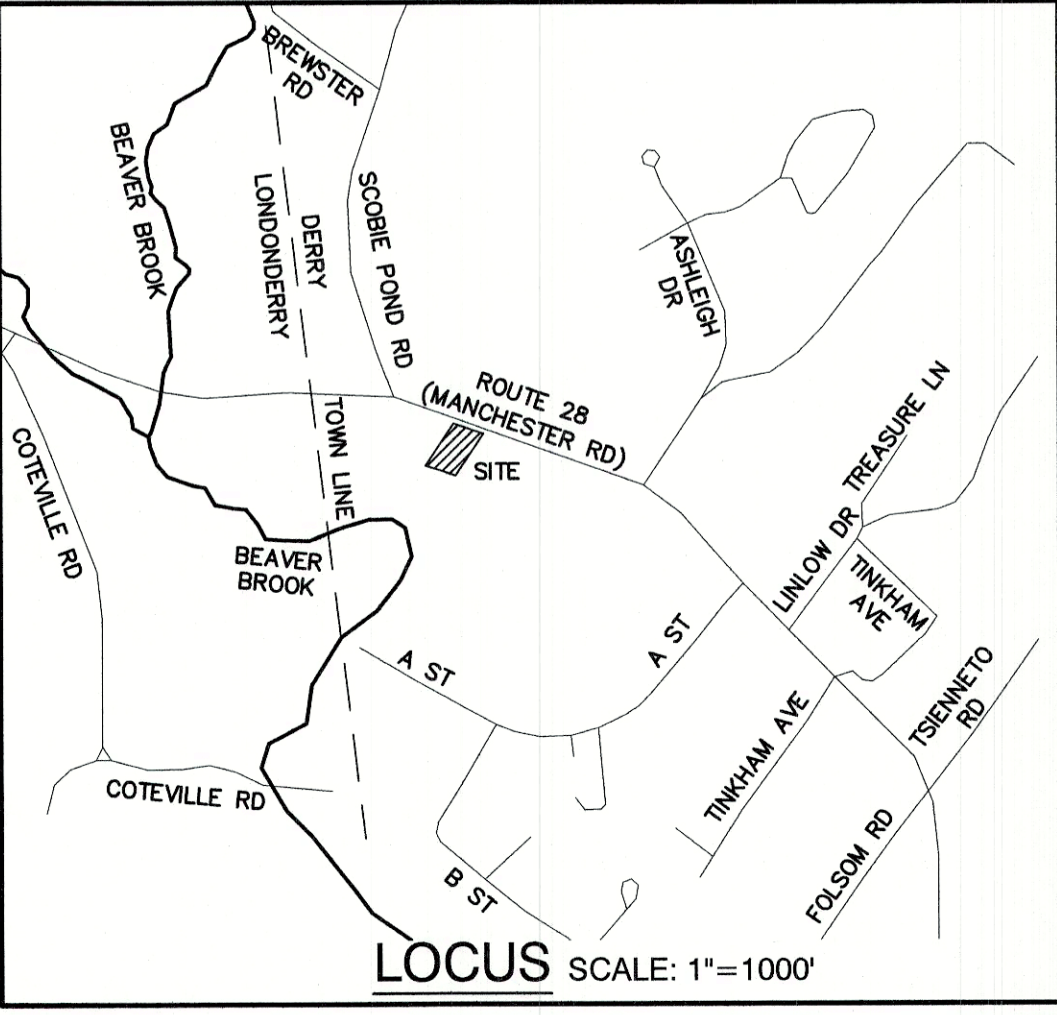 BREWSTER
RD
BEAVER BROOK
LONDONDERRY
DERRY
SCOBIE POND RD
ASHLEIGH
DR
ROUTE 28
(MANCHESTER RD)
SITE
TOWN LINE
TREASURE LN
COTEVILLE RD
LINLOW DR
TINKHAM
AVE
BEAVER
BROOK
A ST
A ST
TSIENNETO
RD
TINKHAM AVE
COTEVILLE RD
FOLSOM RD
B ST
LOCUS SCALE: 1"=1000'